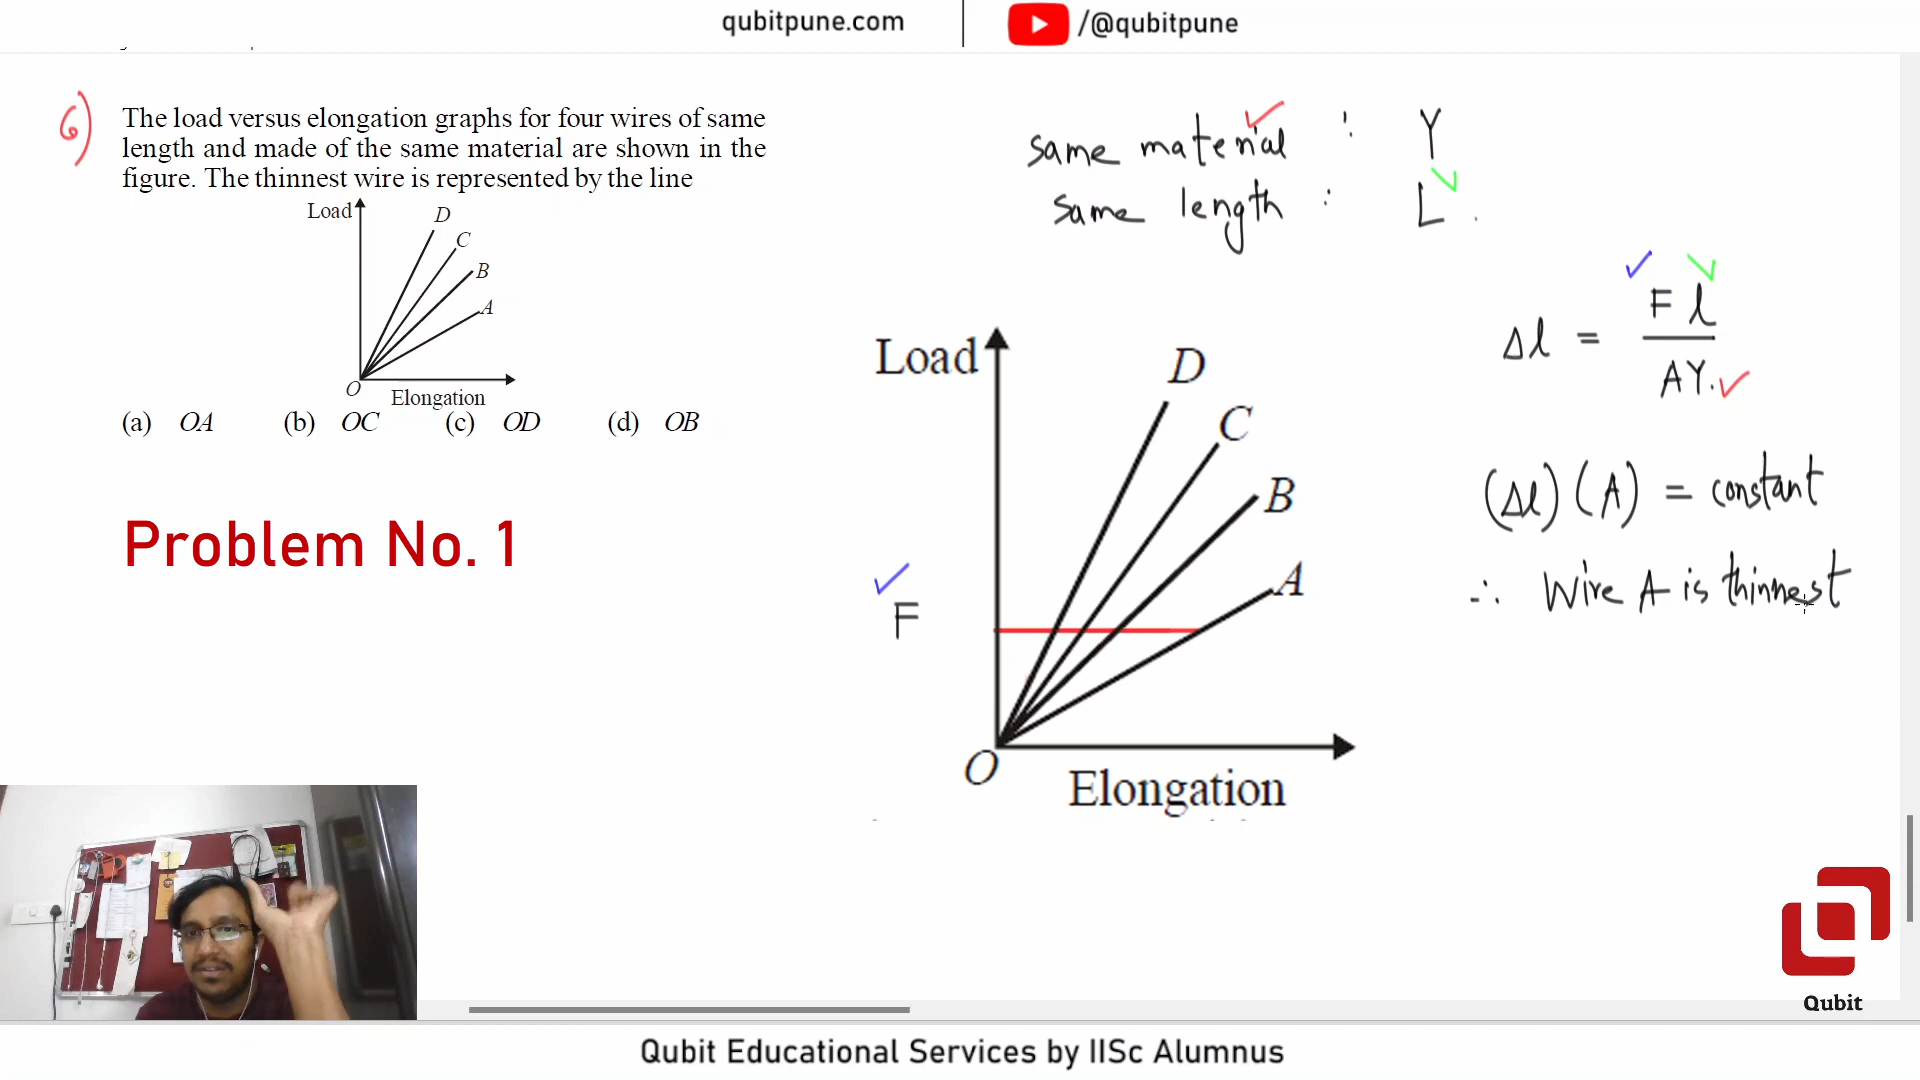 qubitpune.com
/@qubitpune
6)
The load versus elongation graphs for four wires of same
length and made of the same material are shown in the
figure. The thinnest wire is represented by the line
Load
D
C
B
A
O
Elongation
(a) OA (b) OC (c) OD (d) OB
Problem No. 1
same material : Y
same length : L
Δl = F l / A Y
(Δl) (A) = constant
∴ Wire A is thinnest
Load
D
C
B
A
F
O
Elongation
Qubit
Qubit Educational Services by IISc Alumnus